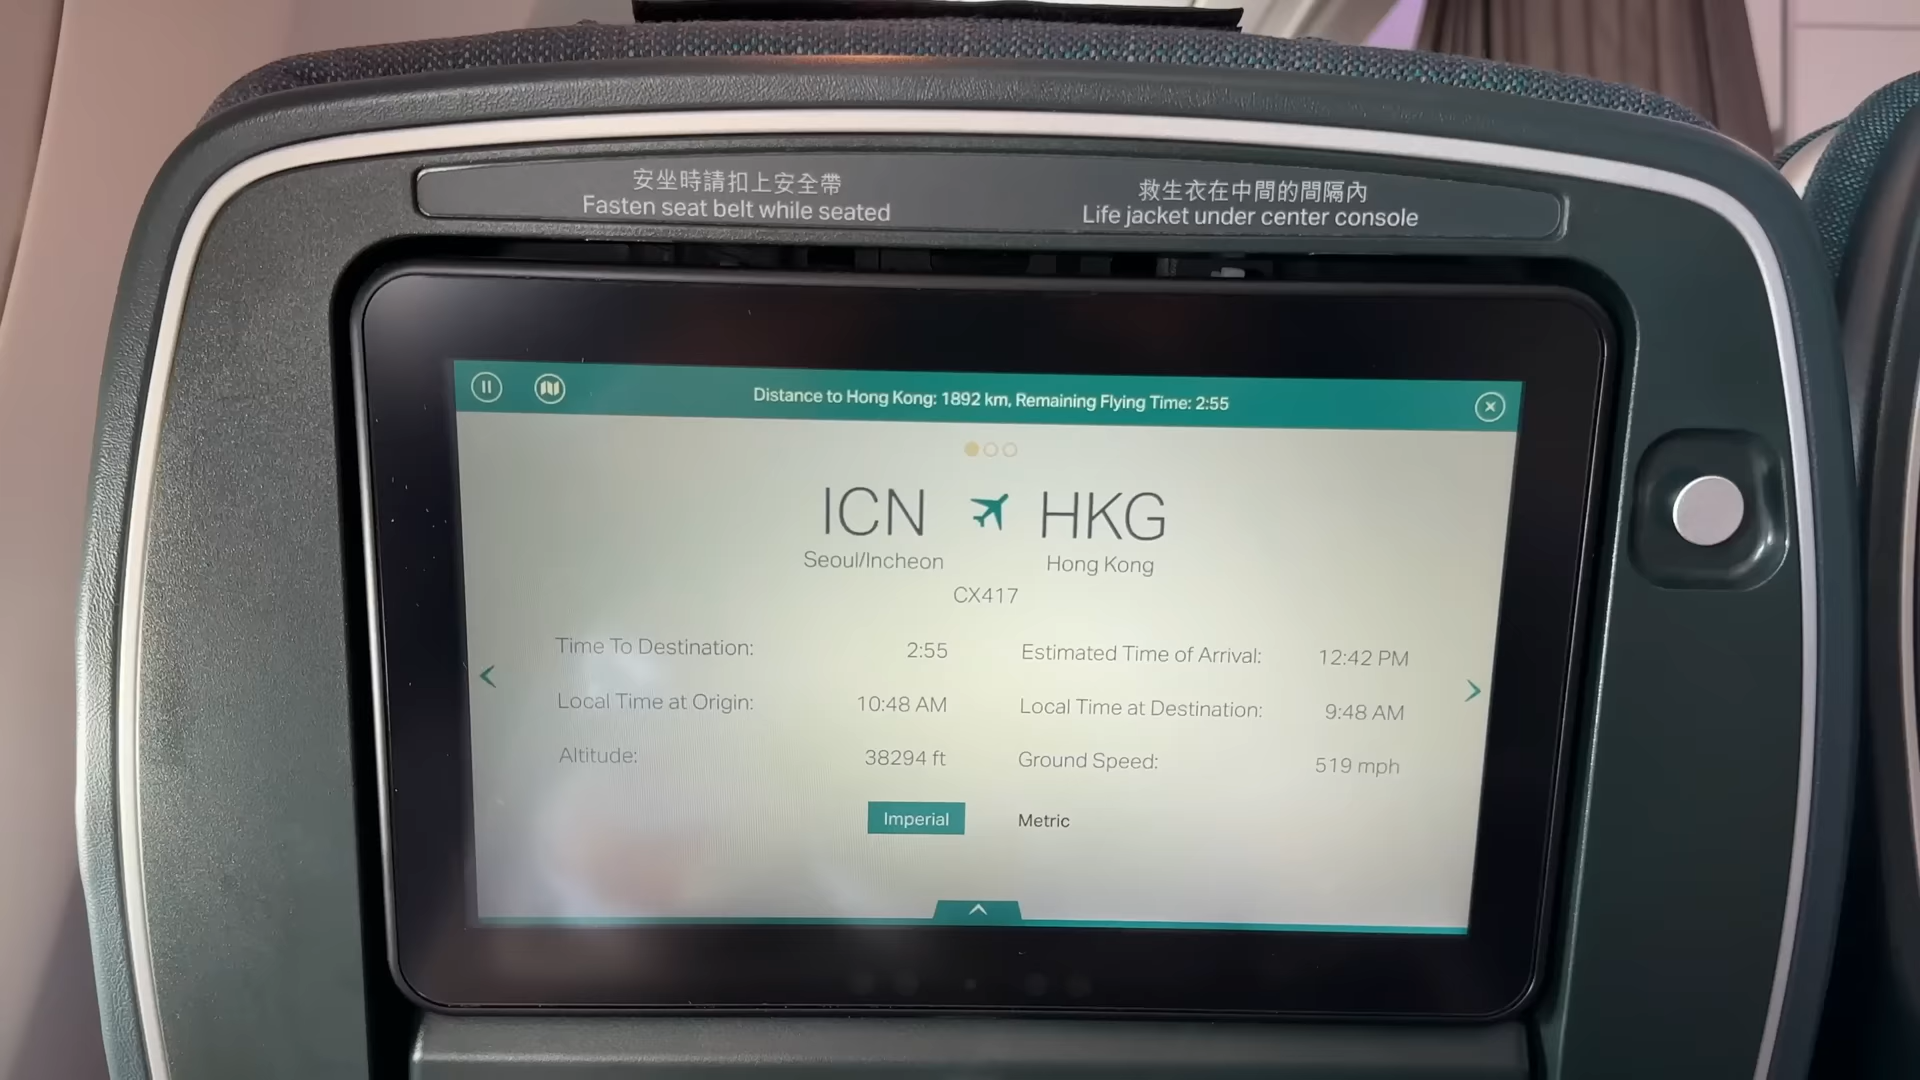 安坐時請扣上安全帶
Fasten seat belt while seated
救生衣在中間的間隔內
Life jacket under center console
Distance to Hong Kong: 1892 km, Remaining Flying Time: 2:55
ICN HKG
Seoul/Incheon Hong Kong
CX417
Time To Destination: 2:55 Estimated Time of Arrival: 12:42 PM
Local Time at Origin: 10:48 AM Local Time at Destination: 9:48 AM
Altitude: 38294 ft Ground Speed: 519 mph
Imperial Metric